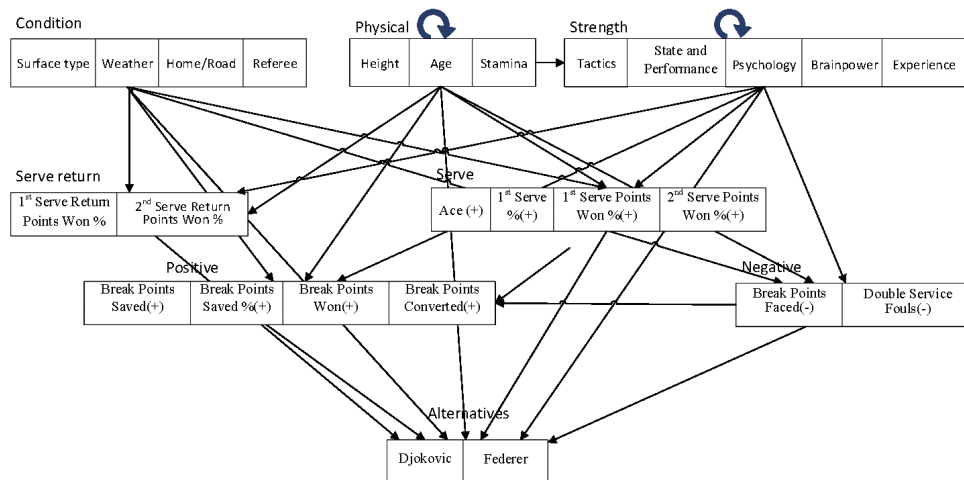 Condition
Physical
Strength
Surface type
Weather
Home/Road
Referee
Height
Age
Stamina
Tactics
State and
Performance
Psychology
Brainpower
Experience
Serve return
Serve
1st Serve Return
Points Won %
2nd Serve Return
Points Won %
Ace (+)
1st Serve
%(+)
1st Serve Points
Won %(+)
2nd Serve Points
Won %(+)
Positive
Negative
Break Points
Saved(+)
Break Points
Saved %(+)
Break Points
Won(+)
Break Points
Converted(+)
Break Points
Faced(-)
Double Service
Fouls(-)
Alternatives
Djokovic
Federer